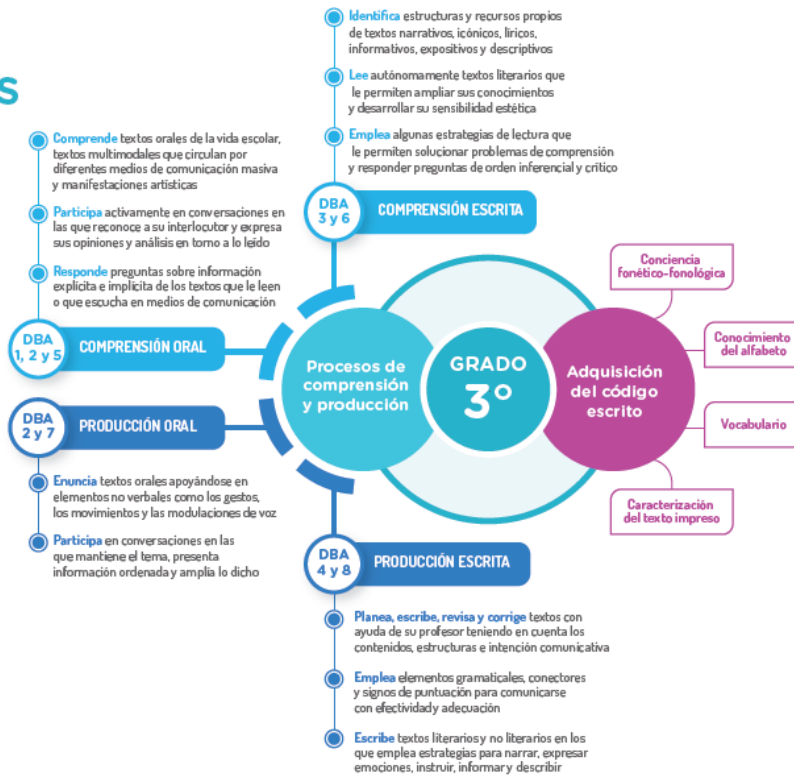 s
Identifica estructuras y recursos propios
de textos narrativos, icónicos, líricos,
informativos, expositivos y descriptivos
Lee autónomamente textos literarios que
le permiten ampliar sus conocimientos
y desarrollar su sensibilidad estética
Emplea algunas estrategias de lectura que
le permiten solucionar problemas de comprensión
y responder preguntas de orden inferencial y crítico
DBA
3 y 6
COMPRENSIÓN ESCRITA
Comprende textos orales de la vida escolar,
textos multimodales que circulan por
diferentes medios de comunicación masiva
y manifestaciones artísticas
Participa activamente en conversaciones en
las que reconoce a su interlocutor y expresa
sus opiniones y análisis en torno a lo leído
Responde preguntas sobre información
explícita e implícita de los textos que le leen
o que escucha en medios de comunicación
DBA
1, 2 y 5
COMPRENSIÓN ORAL
DBA
2 y 7
PRODUCCIÓN ORAL
Enuncia textos orales apoyándose en
elementos no verbales como los gestos,
los movimientos y las modulaciones de voz
Participa en conversaciones en las
que mantiene el tema, presenta
información ordenada y amplía lo dicho
Procesos de
comprensión
y producción
GRADO
3º
Adquisición
del código
escrito
Conciencia
fonético-fonológica
Conocimiento
del alfabeto
Vocabulario
Caracterización
del texto impreso
DBA
4 y 8
PRODUCCIÓN ESCRITA
Planea, escribe, revisa y corrige textos con
ayuda de su profesor teniendo en cuenta los
contenidos, estructuras e intención comunicativa
Emplea elementos gramaticales, conectores
y signos de puntuación para comunicarse
con efectividad y adecuación
Escribe textos literarios y no literarios en los
que emplea estrategias para narrar, expresar
emociones, instruir, informar y describir